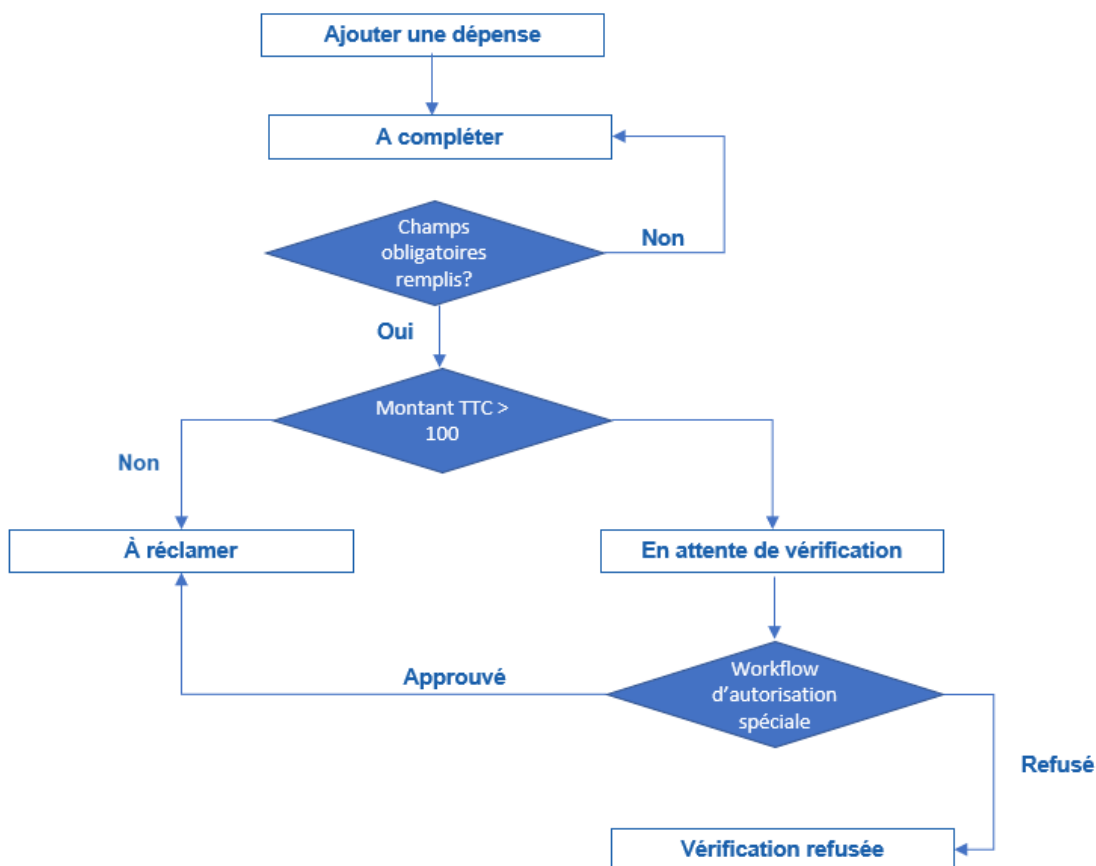 Ajouter une dépense
A compléter
Champs
obligatoires
remplis?
Non
Oui
Montant TTC >
100
Non
À réclamer
En attente de vérification
Approuvé
Workflow
d'autorisation
spéciale
Refusé
Vérification refusée